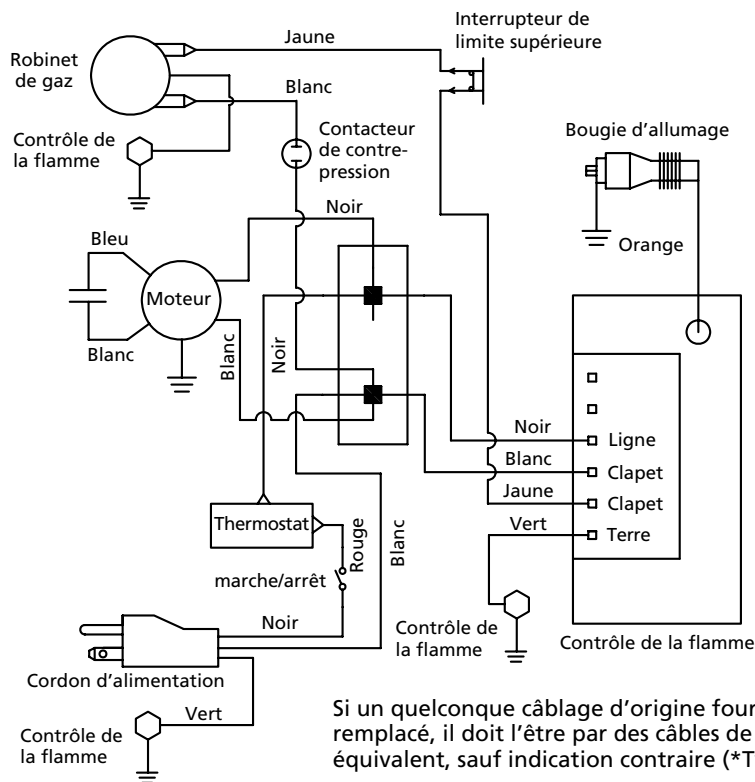 Interrupteur de
limite supérieure
Jaune
Robinet
de gaz
Blanc
Contrôle de
la flamme
Contacteur
de contre-
pression
Bougie d'allumage
Noir
Bleu
Orange
Moteur
Blanc
Blanc
Noir
Noir
Ligne
Blanc
Clapet
Jaune
Clapet
Vert
Terre
Thermostat
Rouge
Blanc
marche/arrêt
Noir
Contrôle de
la flamme
Contrôle de la flamme
Cordon d'alimentation
Vert
Contrôle de
la flamme
Si un quelconque câblage d'origine four
remplacé, il doit l'être par des câbles de
équivalent, sauf indication contraire (*T